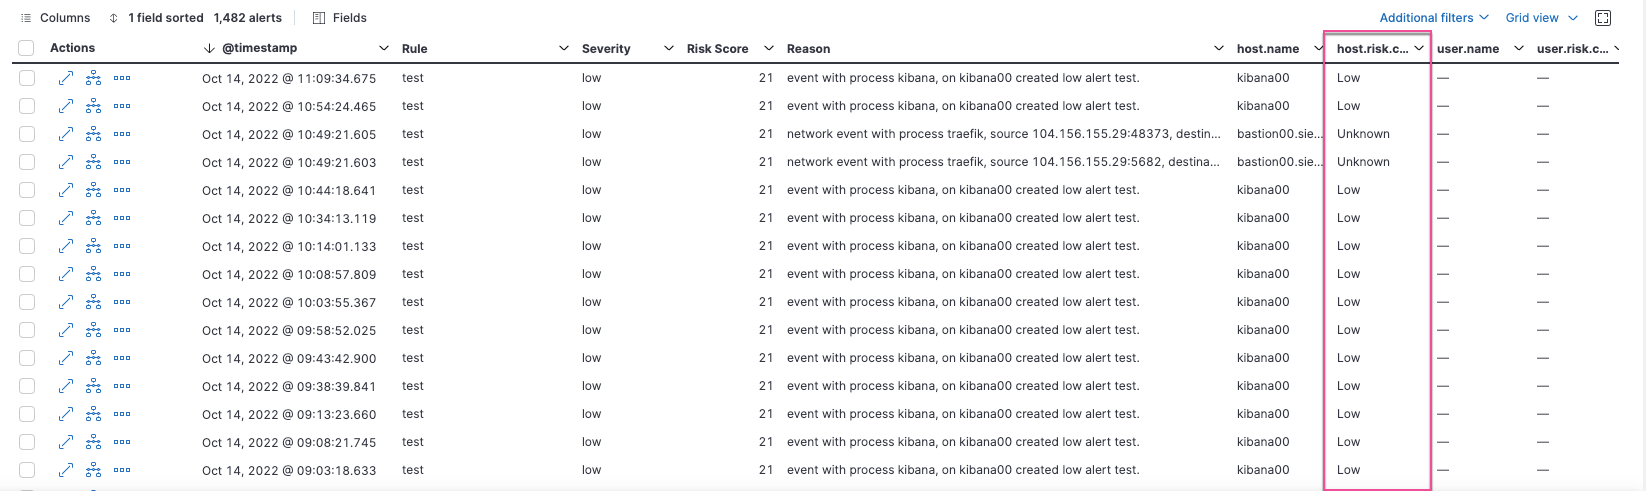 Columns 1 field sorted 1,482 alerts Fields Additional filters Grid view
Actions @timestamp Rule Severity Risk Score Reason host.name host.risk.c... user.name user.risk.c...
Oct 14, 2022 @ 11:09:34.675 test low 21 event with process kibana, on kibana00 created low alert test. kibana00 Low — —
Oct 14, 2022 @ 10:54:24.465 test low 21 event with process kibana, on kibana00 created low alert test. kibana00 Low — —
Oct 14, 2022 @ 10:49:21.605 test low 21 network event with process traefik, source 104.156.155.29:48373, destin... bastion00.sie... Unknown — —
Oct 14, 2022 @ 10:49:21.603 test low 21 network event with process traefik, source 104.156.155.29:5682, destina... bastion00.sie... Unknown — —
Oct 14, 2022 @ 10:44:18.641 test low 21 event with process kibana, on kibana00 created low alert test. kibana00 Low — —
Oct 14, 2022 @ 10:34:13.119 test low 21 event with process kibana, on kibana00 created low alert test. kibana00 Low — —
Oct 14, 2022 @ 10:14:01.133 test low 21 event with process kibana, on kibana00 created low alert test. kibana00 Low — —
Oct 14, 2022 @ 10:08:57.809 test low 21 event with process kibana, on kibana00 created low alert test. kibana00 Low — —
Oct 14, 2022 @ 10:03:55.367 test low 21 event with process kibana, on kibana00 created low alert test. kibana00 Low — —
Oct 14, 2022 @ 09:58:52.025 test low 21 event with process kibana, on kibana00 created low alert test. kibana00 Low — —
Oct 14, 2022 @ 09:43:42.900 test low 21 event with process kibana, on kibana00 created low alert test. kibana00 Low — —
Oct 14, 2022 @ 09:38:39.841 test low 21 event with process kibana, on kibana00 created low alert test. kibana00 Low — —
Oct 14, 2022 @ 09:13:23.660 test low 21 event with process kibana, on kibana00 created low alert test. kibana00 Low — —
Oct 14, 2022 @ 09:08:21.745 test low 21 event with process kibana, on kibana00 created low alert test. kibana00 Low — —
Oct 14, 2022 @ 09:03:18.633 test low 21 event with process kibana, on kibana00 created low alert test. kibana00 Low — —